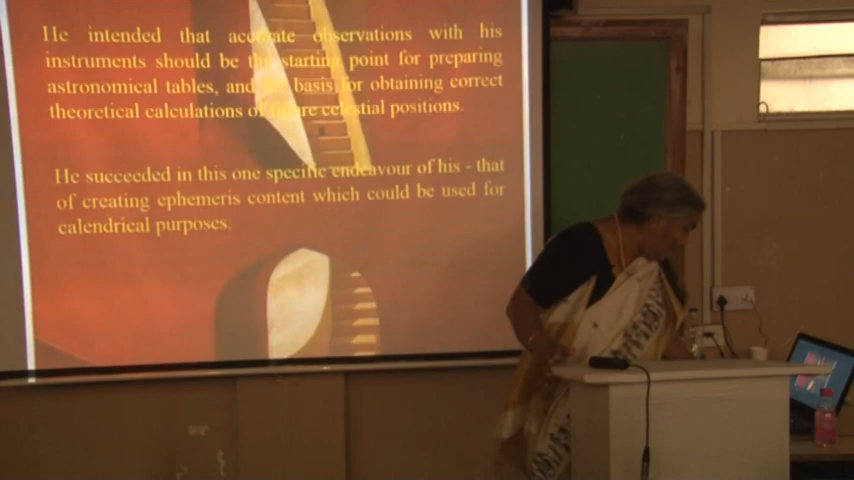 He intended that accurate observations with his
instruments should be the starting point for preparing
astronomical tables, and the basis for obtaining correct
theoretical calculations of future celestial positions.
He succeeded in this one specific endeavour of his - that
of creating ephemeris content which could be used for
calendrical purposes.